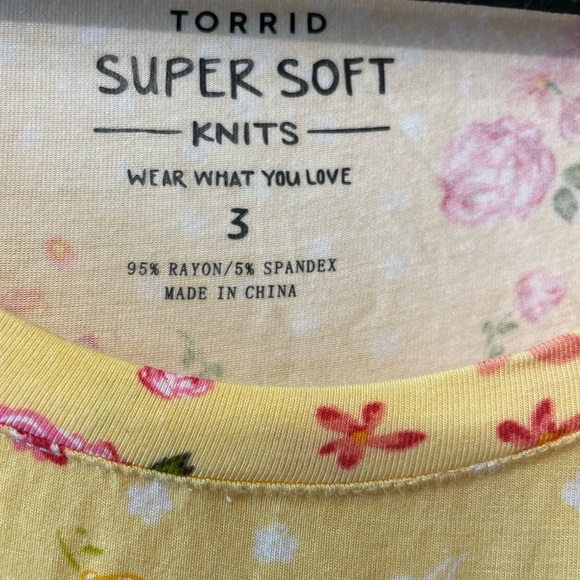 TORRID
SUPER SOFT
KNITS
WEAR WHAT YOU LOVE
3
95% RAYON/5% SPANDEX
MADE IN CHINA